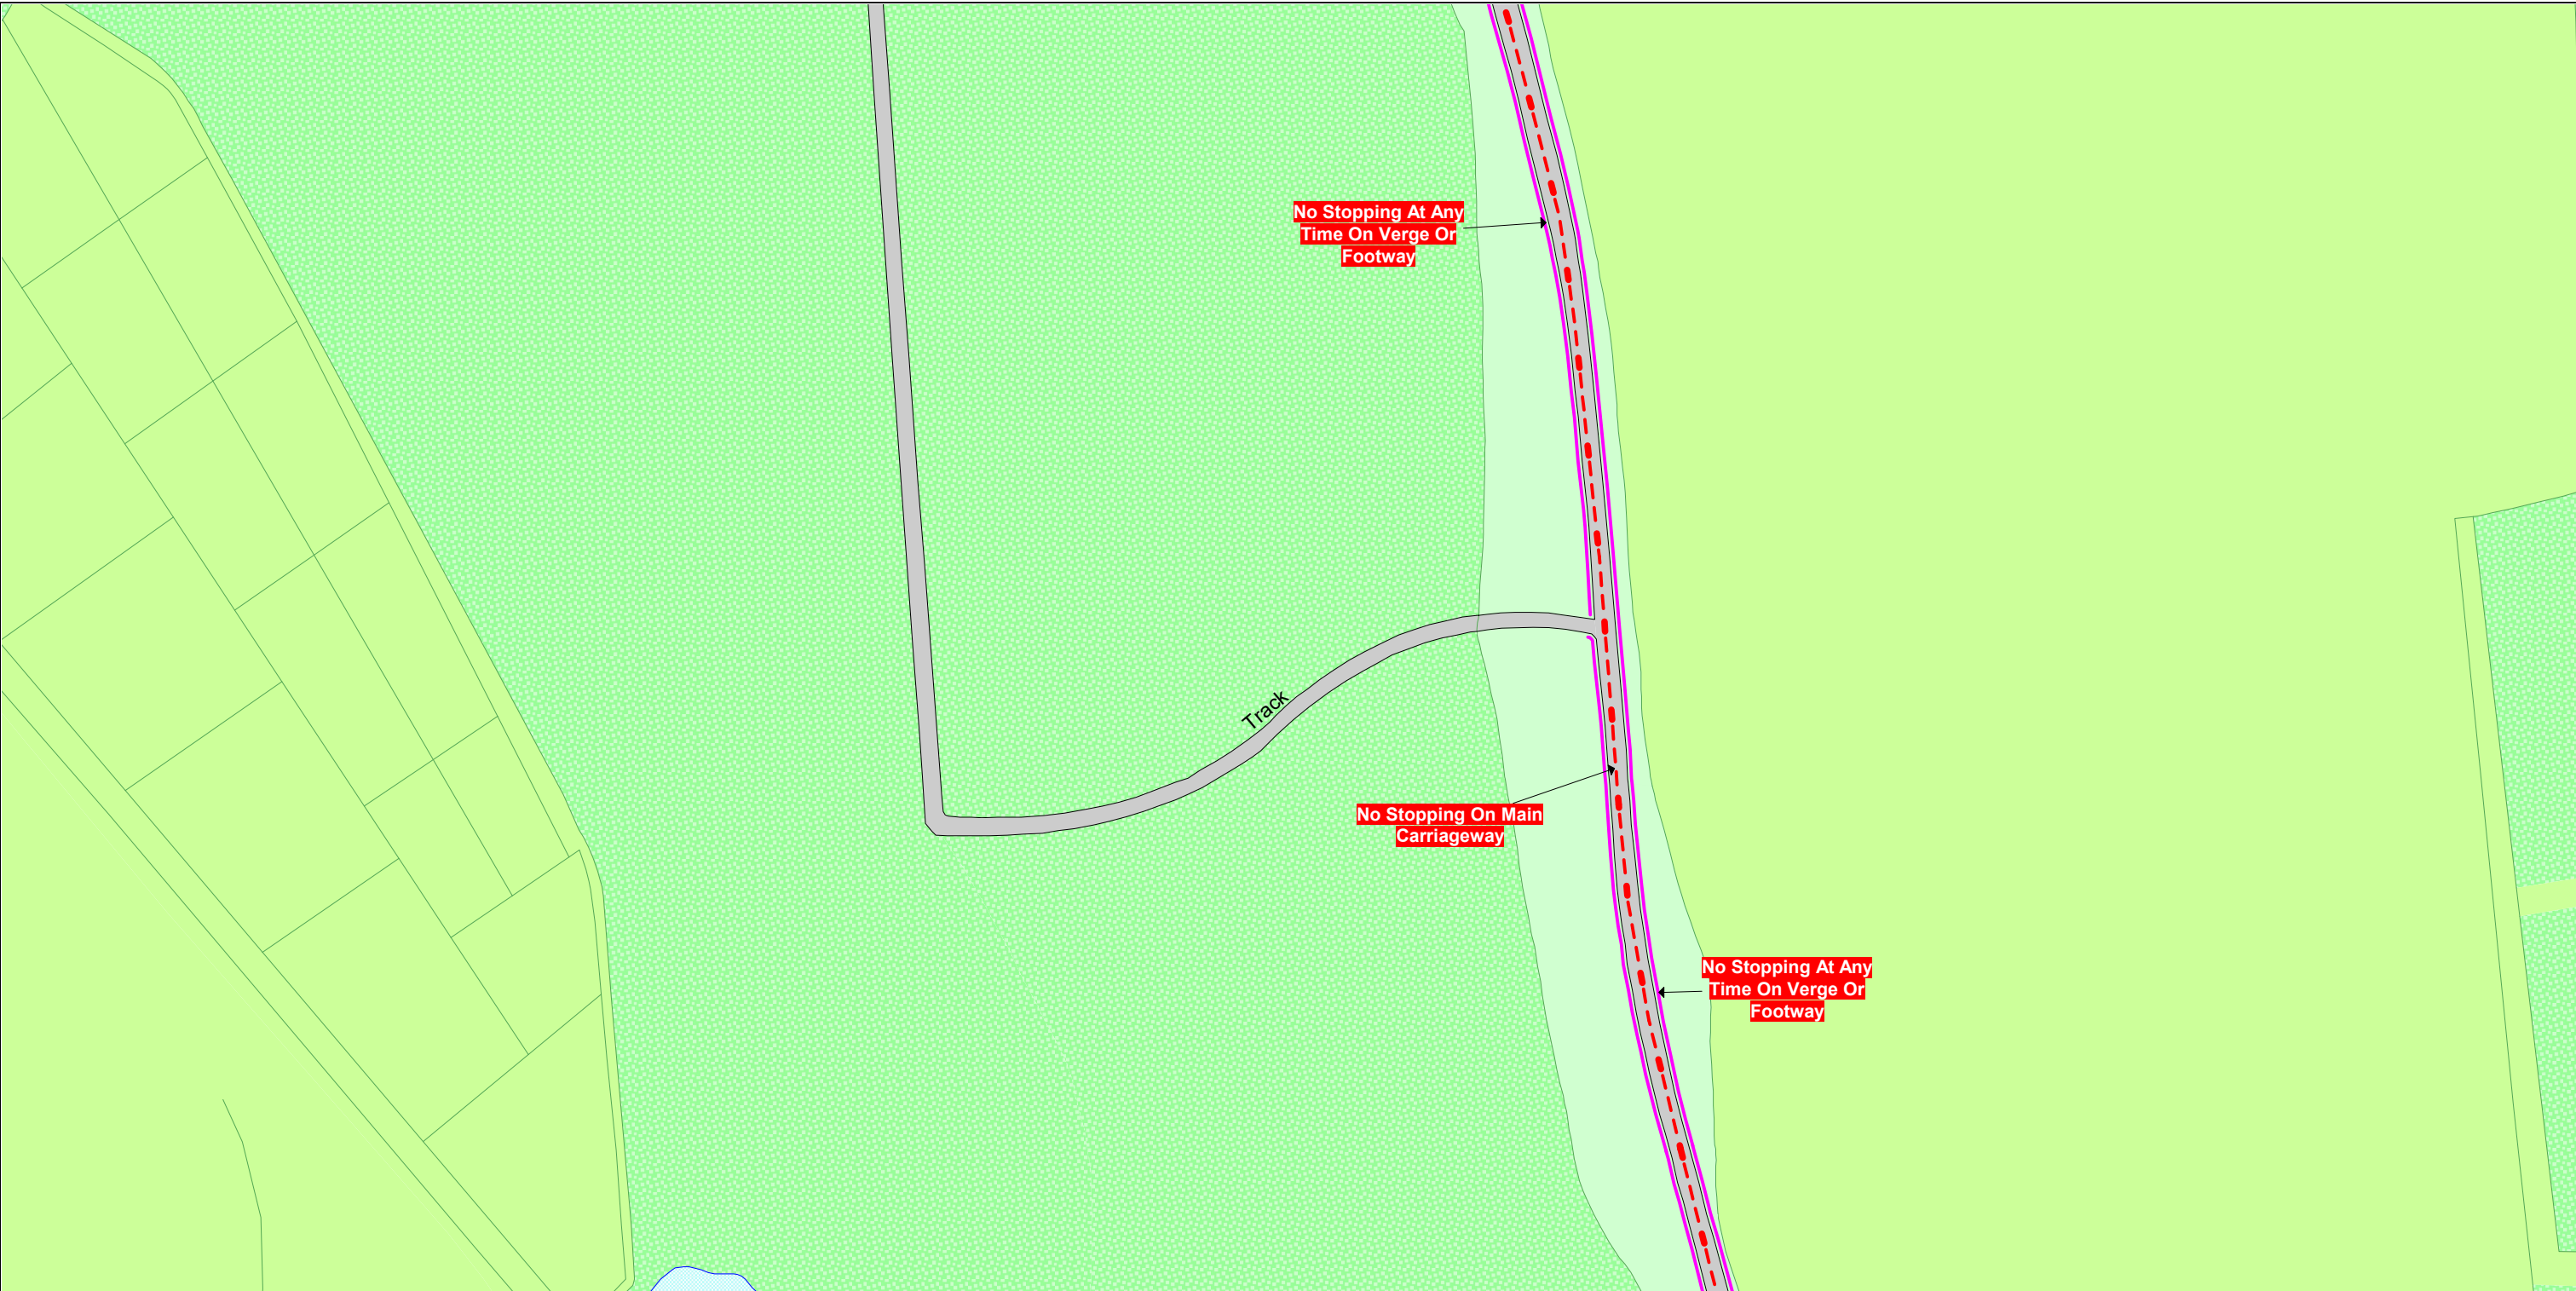 No Stopping At Any
Time On Verge Or
Footway
Track
No Stopping On Main
Carriageway
No Stopping At Any
Time On Verge Or
Footway